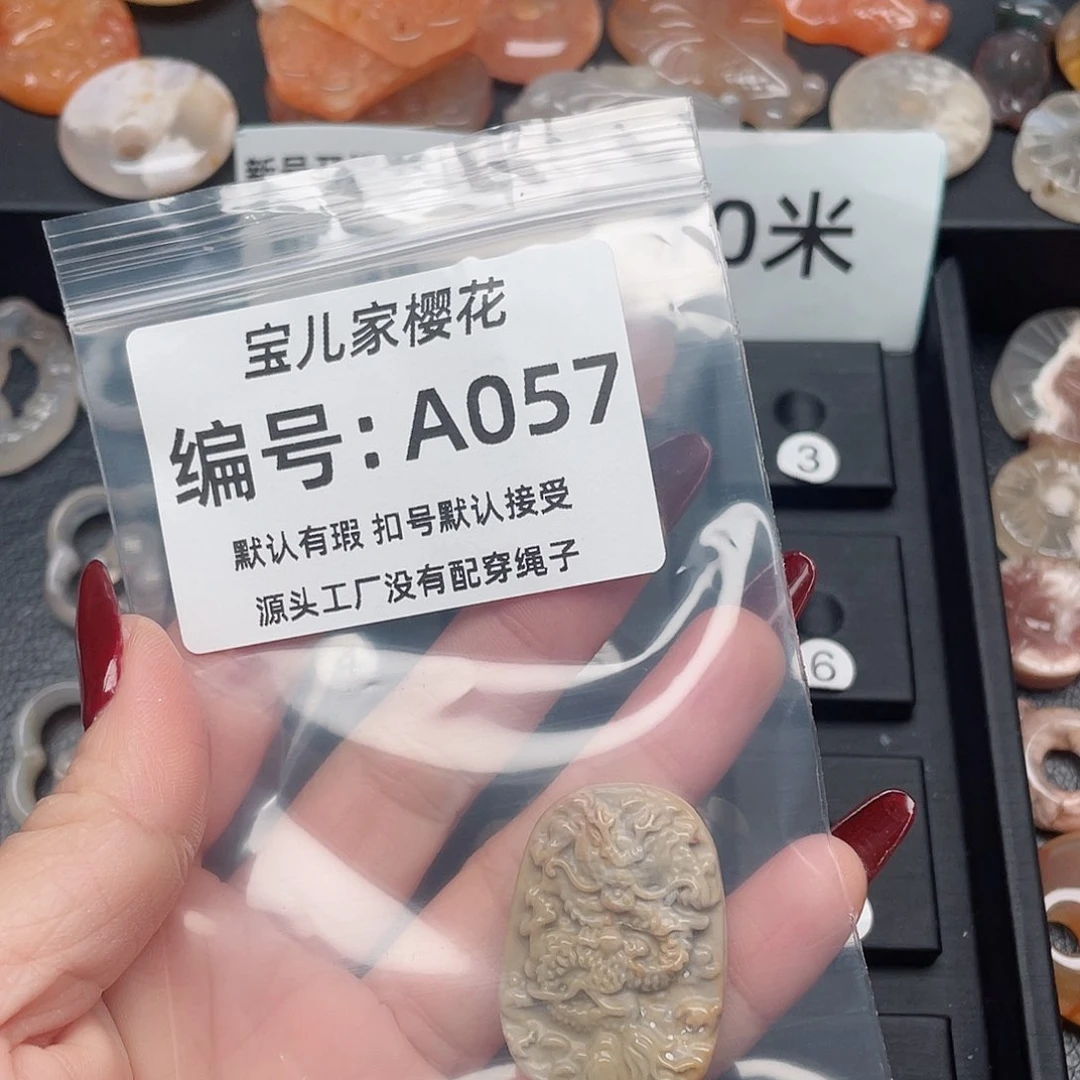 0米
宝儿家樱花
编号:A057
默认有瑕 扣号默认接受
源头工厂没有配穿绳子
3
6